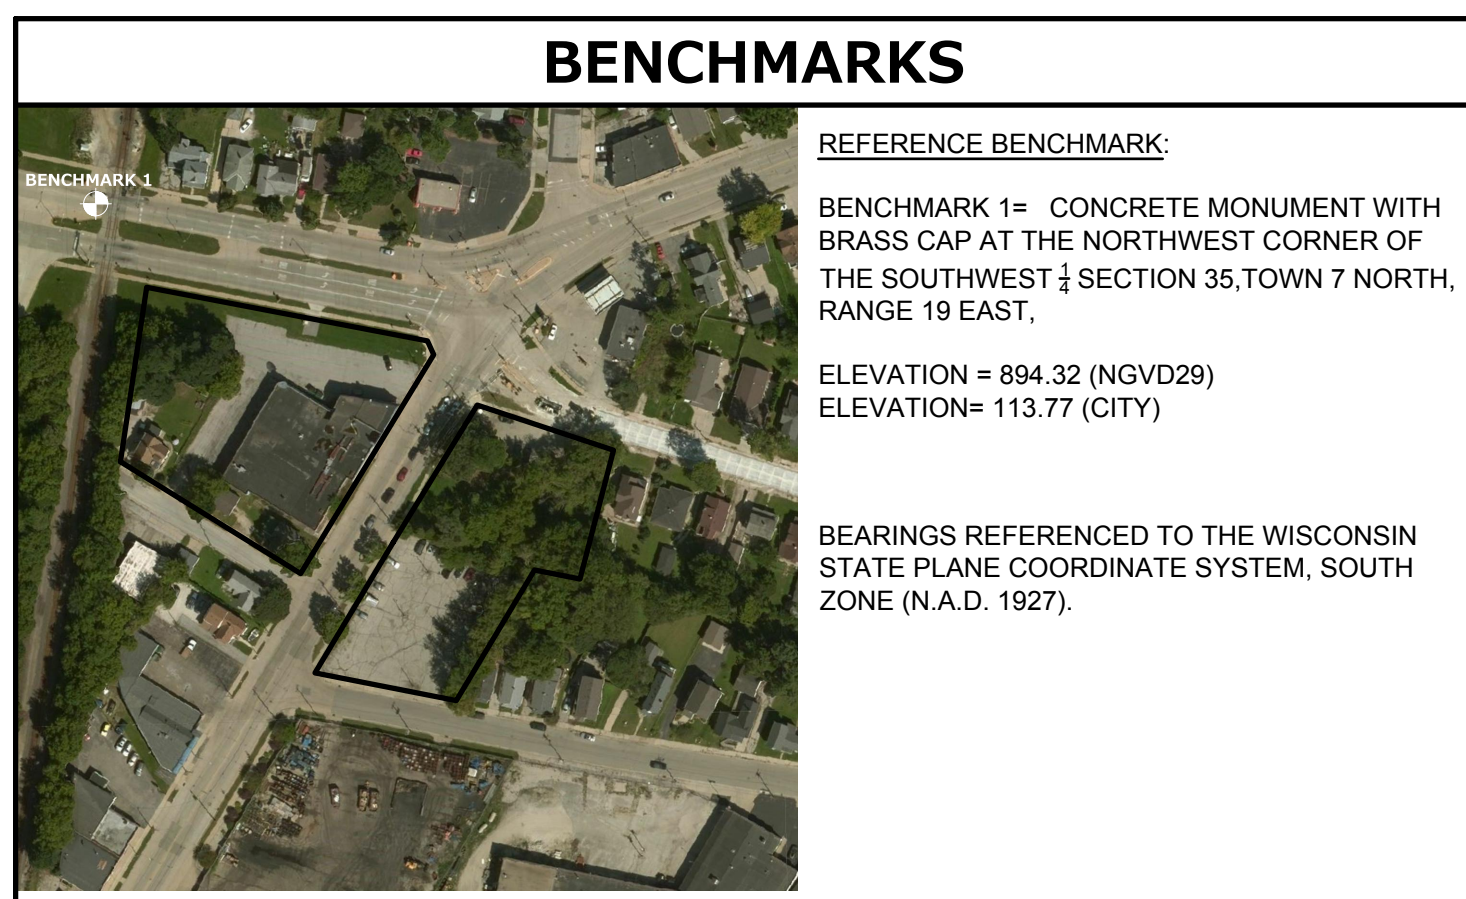 BENCHMARKS
BENCHMARK 1
REFERENCE BENCHMARK:
BENCHMARK 1= CONCRETE MONUMENT WITH
BRASS CAP AT THE NORTHWEST CORNER OF
THE SOUTHWEST 1/4 SECTION 35,TOWN 7 NORTH,
RANGE 19 EAST,
ELEVATION = 894.32 (NGVD29)
ELEVATION= 113.77 (CITY)
BEARINGS REFERENCED TO THE WISCONSIN
STATE PLANE COORDINATE SYSTEM, SOUTH
ZONE (N.A.D. 1927).